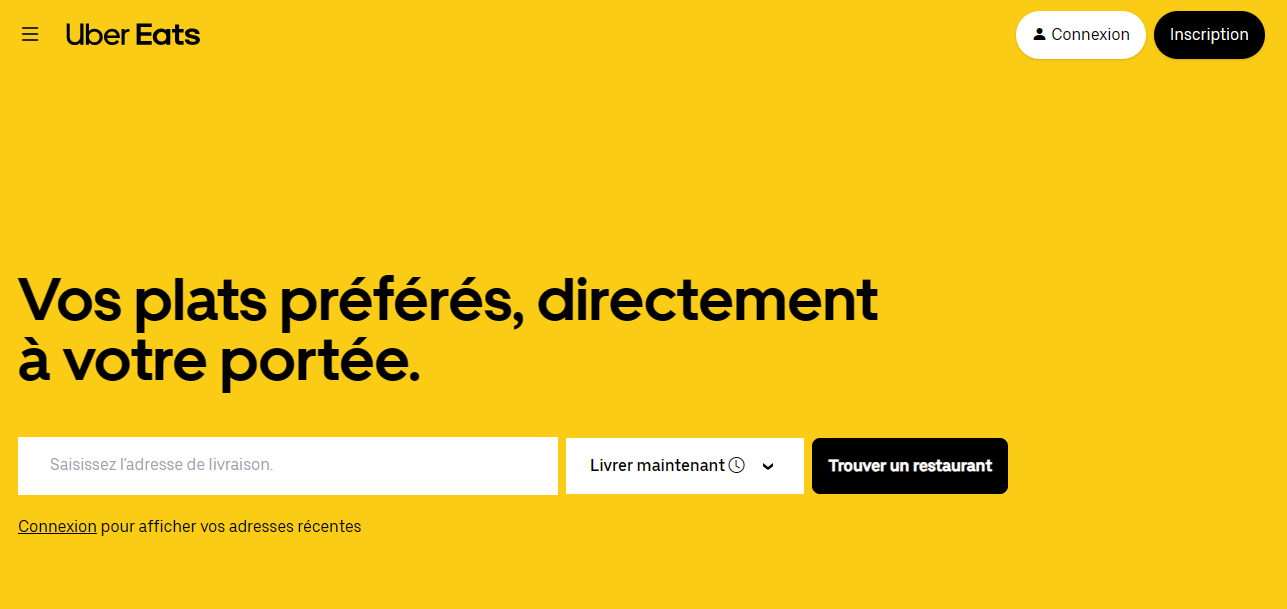 Uber Eats
Connexion
Inscription
Vos plats préférés, directement
à votre portée.
Saisissez l'adresse de livraison.
Livrer maintenant
Trouver un restaurant
Connexion pour afficher vos adresses récentes